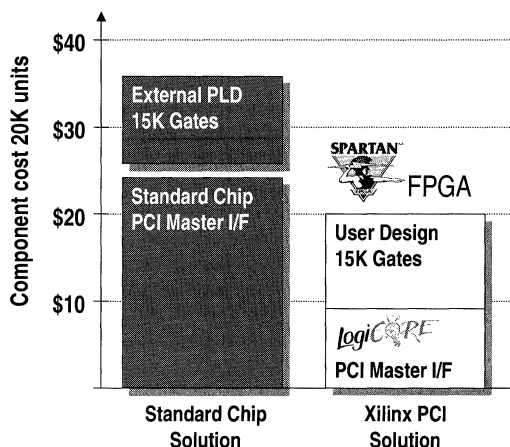 Component cost 20K units
$40
$30
$20
$10
External PLD
15K Gates
Standard Chip
PCI Master I/F
SPARTAN
FPGA
User Design
15K Gates
LogiCORE
PCI Master I/F
Standard Chip
Solution
Xilinx PCI
Solution